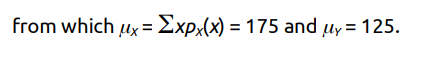 from which μX = Σxpx(x) = 175 and μY = 125.